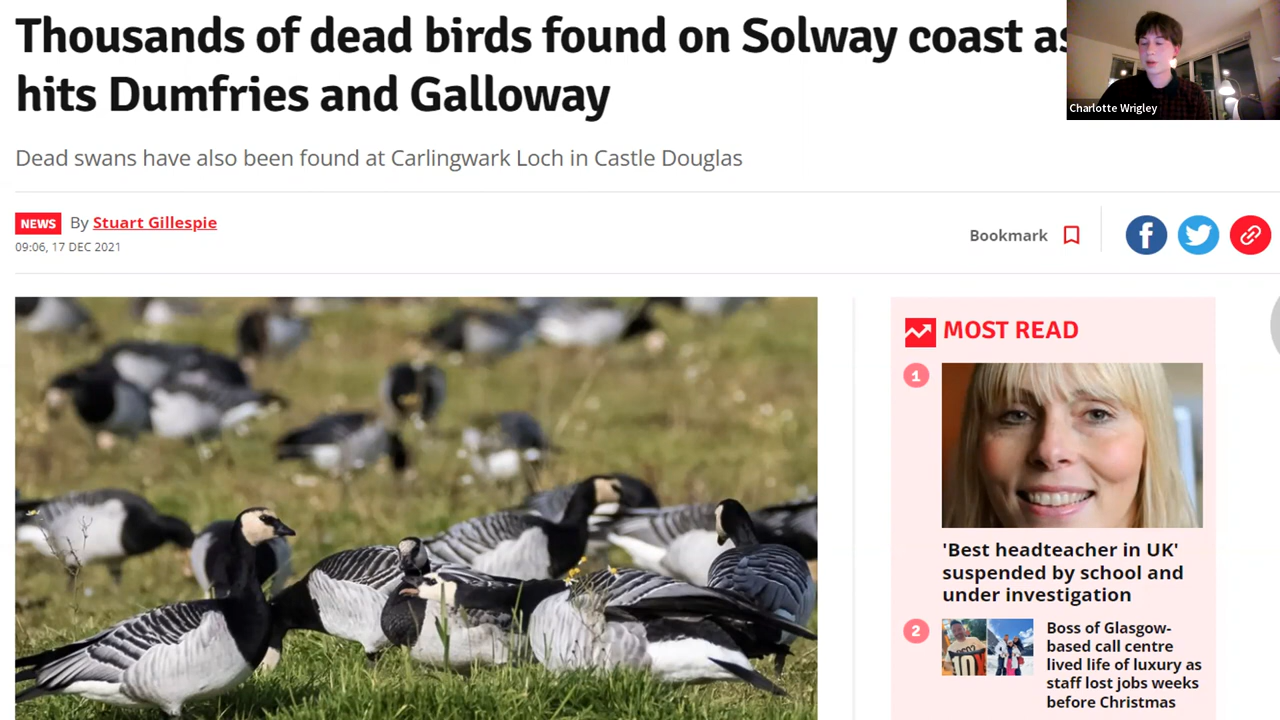 Thousands of dead birds found on Solway coast as
hits Dumfries and Galloway
Charlotte Wrigley
Dead swans have also been found at Carlingwark Loch in Castle Douglas
NEWS By Stuart Gillespie
09:06, 17 DEC 2021
Bookmark
MOST READ
1
'Best headteacher in UK'
suspended by school and
under investigation
2
Boss of Glasgow-
based call centre
lived life of luxury as
staff lost jobs weeks
before Christmas